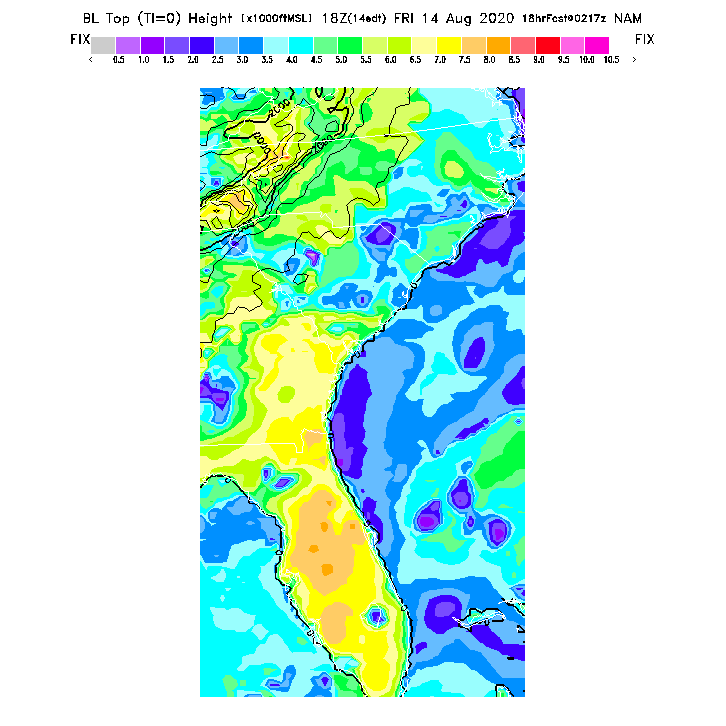 BL Top (TI=0) Height [x1000ftMSL] 18Z(14edt) FRI 14 Aug 2020 18hrFcst@0217z NAM
FIX FIX
< 0.5 1.0 1.5 2.0 2.5 3.0 3.5 4.0 4.5 5.0 5.5 6.0 6.5 7.0 7.5 8.0 8.5 9.0 9.5 10.0 10.5 >
2000
2000